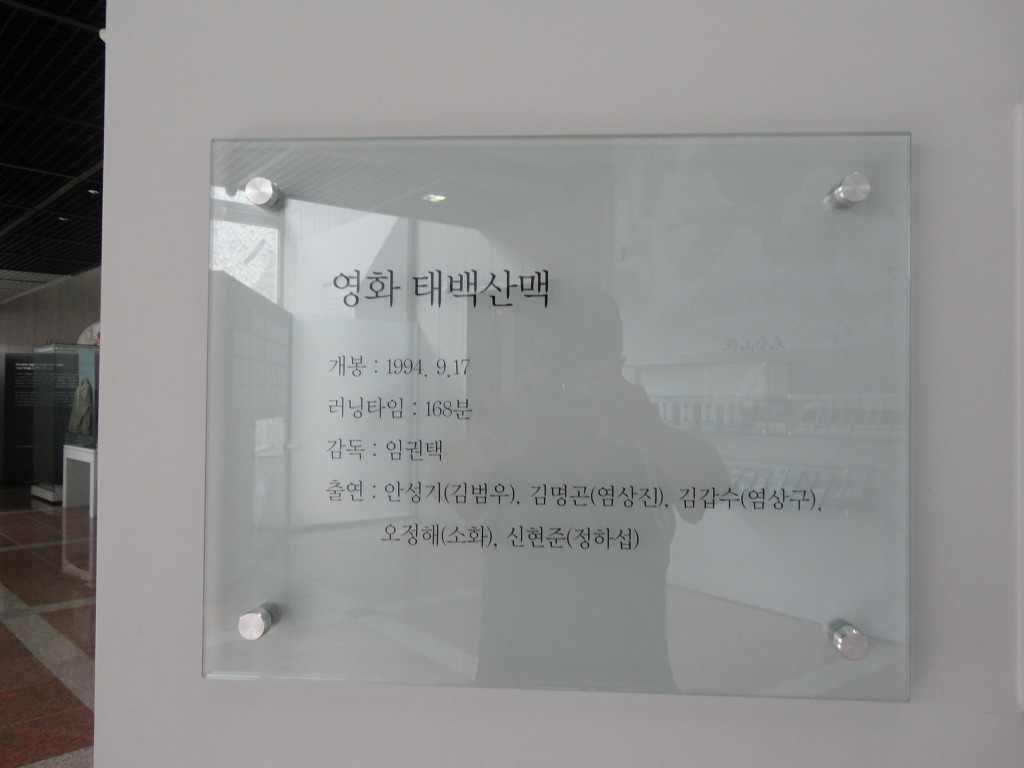 영화 태백산맥
개봉 : 1994. 9.17
러닝타임 : 168분
감독 : 임권택
출연 : 안성기(김범우), 김명곤(염상진), 김갑수(염상구),
오정해(소화), 신현준(정하섭)